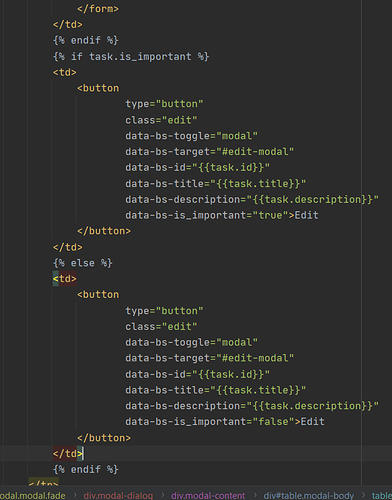 </form>
</td>
{% endif %}
{% if task.is_important %}
<td>
<button
type="button"
class="edit"
data-bs-toggle="modal"
data-bs-target="#edit-modal"
data-bs-id="{{task.id}}"
data-bs-title="{{task.title}}"
data-bs-description="{{task.description}}"
data-bs-is_important="true">Edit
</button>
</td>
{% else %}
<td>
<button
type="button"
class="edit"
data-bs-toggle="modal"
data-bs-target="#edit-modal"
data-bs-id="{{task.id}}"
data-bs-title="{{task.title}}"
data-bs-description="{{task.description}}"
data-bs-is_important="false">Edit
</button>
</td>
{% endif %}
</tr>
odal.modal.fade › div.modal-dialog › div.modal-content › div#table.modal-body ›